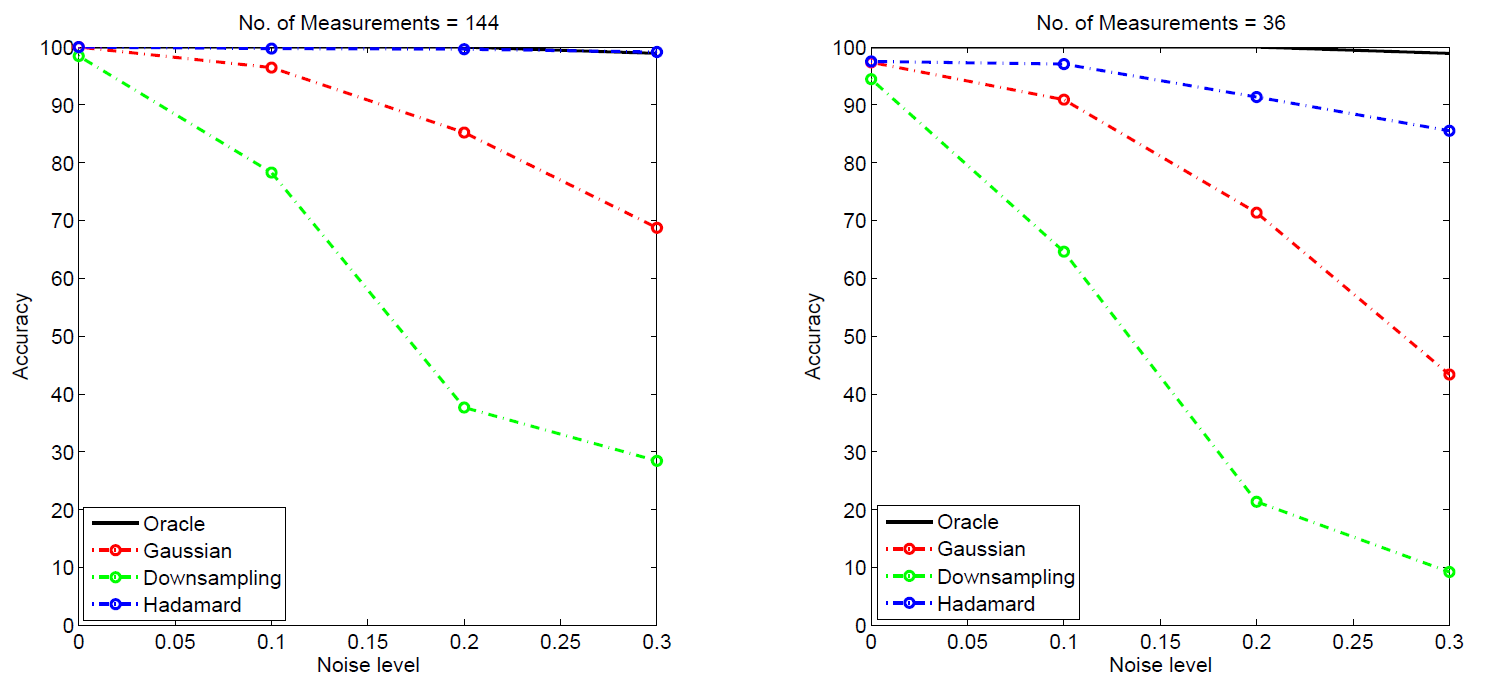 No. of Measurements = 144
100
90
80
70
60
50
40
30
20
10
0
Accuracy
Oracle
Gaussian
Downsampling
Hadamard
0 0.05 0.1 0.15 0.2 0.25 0.3
Noise level
No. of Measurements = 36
100
90
80
70
60
50
40
30
20
10
0
Accuracy
Oracle
Gaussian
Downsampling
Hadamard
0 0.05 0.1 0.15 0.2 0.25 0.3
Noise level